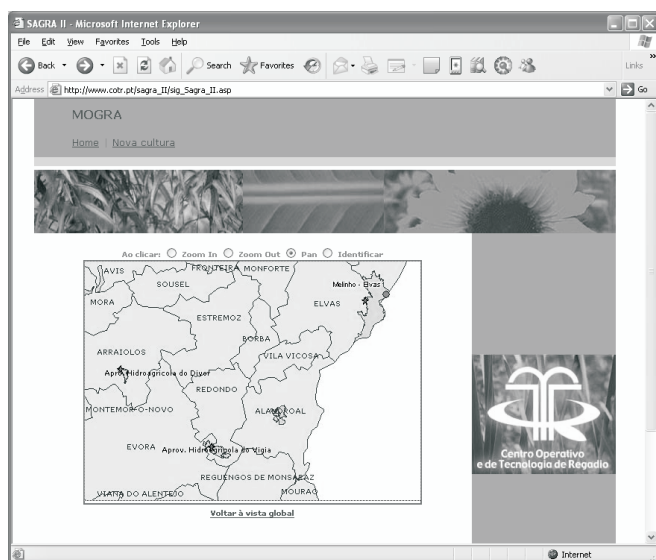 SAGRA II - Microsoft Internet Explorer
File Edit View Favorites Tools Help
Back Search Favorites Links
Address http://www.cotr.pt/sagra_II/sig_Sagra_II.asp Go
MOGRA
Home | Nova cultura
Ao clicar: Zoom In Zoom Out Pan Identificar
AVIS FRONTEIRA MONFORTE
SOUSEL Melinho - Elvas
MORA ELVAS
ESTREMOZ
BORBA
ARRAIOLOS VILA VICOSA
Apro. Hidroagricola do Divor
REDONDO
MONTEMOR-O-NOVO ALANDROAL
EVORA Aprov. Hidroagricola do Vigia
REGUENGOS DE MONSARAZ
VIANA DO ALENTEJO MOURAO
Centro Operativo
e de Tecnologia de Regadio
Voltar à vista global
Internet